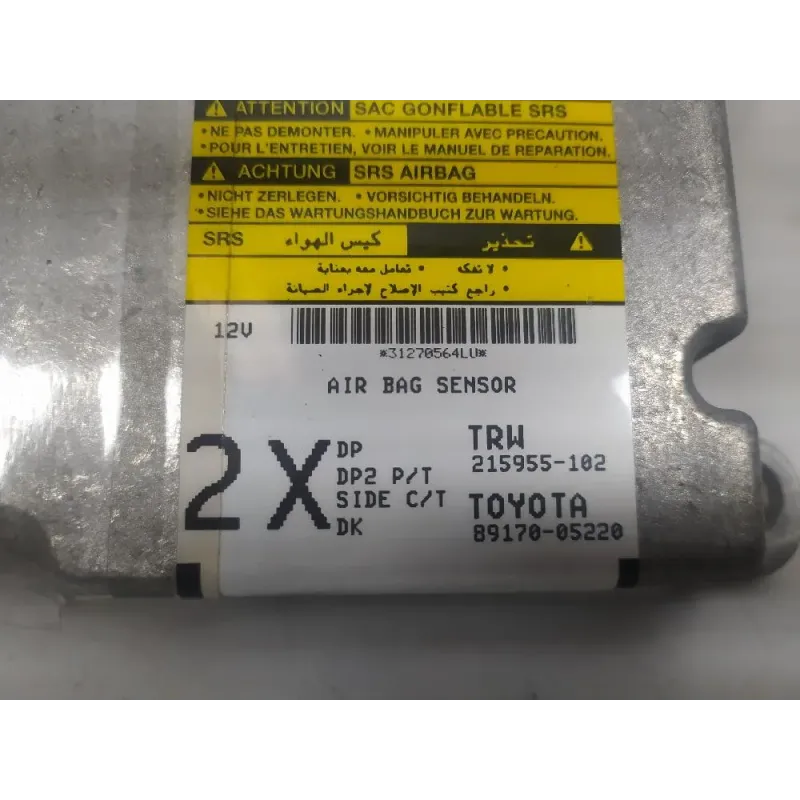 ⚠ ATTENTION SAC GONFLABLE SRS
•NE PAS DEMONTER. •MANIPULER AVEC PRECAUTION.
•POUR L'ENTRETIEN, VOIR LE MANUEL DE REPARATION.
⚠ ACHTUNG SRS AIRBAG
•NICHT ZERLEGEN. •VORSICHTIG BEHANDELN.
•SIEHE DAS WARTUNGSHANDBUCH ZUR WARTUNG.
⚠ تحذير كيس الهواء SRS
• لا تفكه • تعامل معه بعناية
• راجع كتيب الإصلاح لاجراء الصيانة
12V
*31270564LU*
AIR BAG SENSOR
2X
DP
DP2 P/T
SIDE C/T
DK
TRW
215955-102
TOYOTA
89170-05220